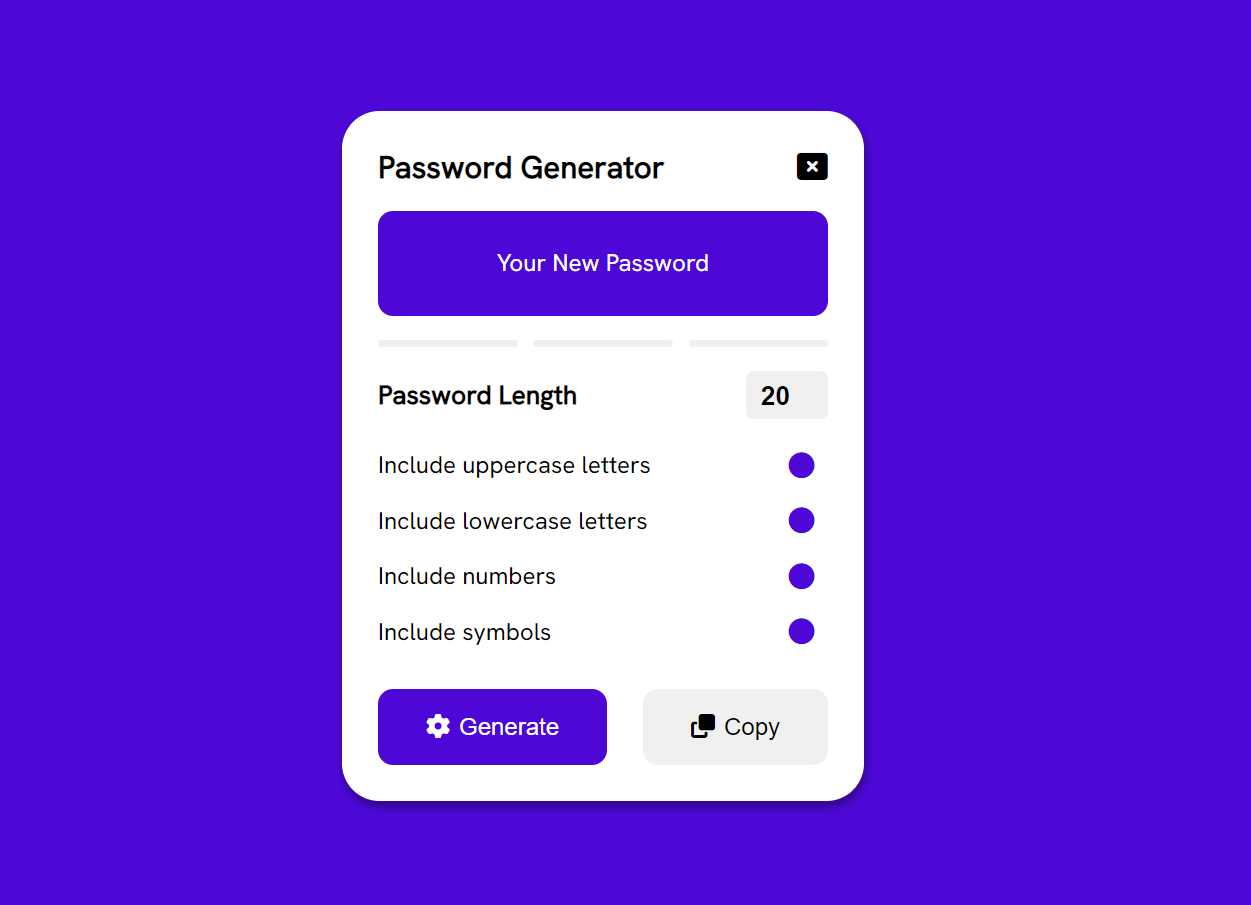 Password Generator
Your New Password
Password Length 20
Include uppercase letters
Include lowercase letters
Include numbers
Include symbols
Generate Copy